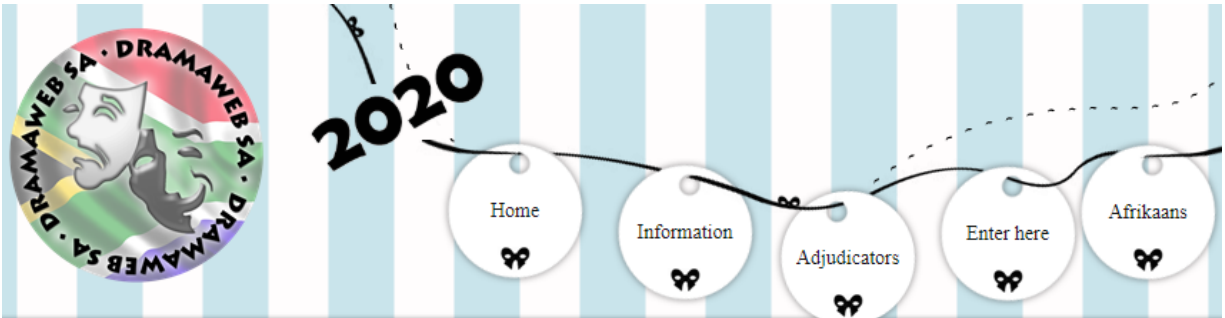 DRAMAWEB SA · DRAMAWEB SA · DRAMAWEB SA ·
2020
Home
Information
Adjudicators
Enter here
Afrikaans